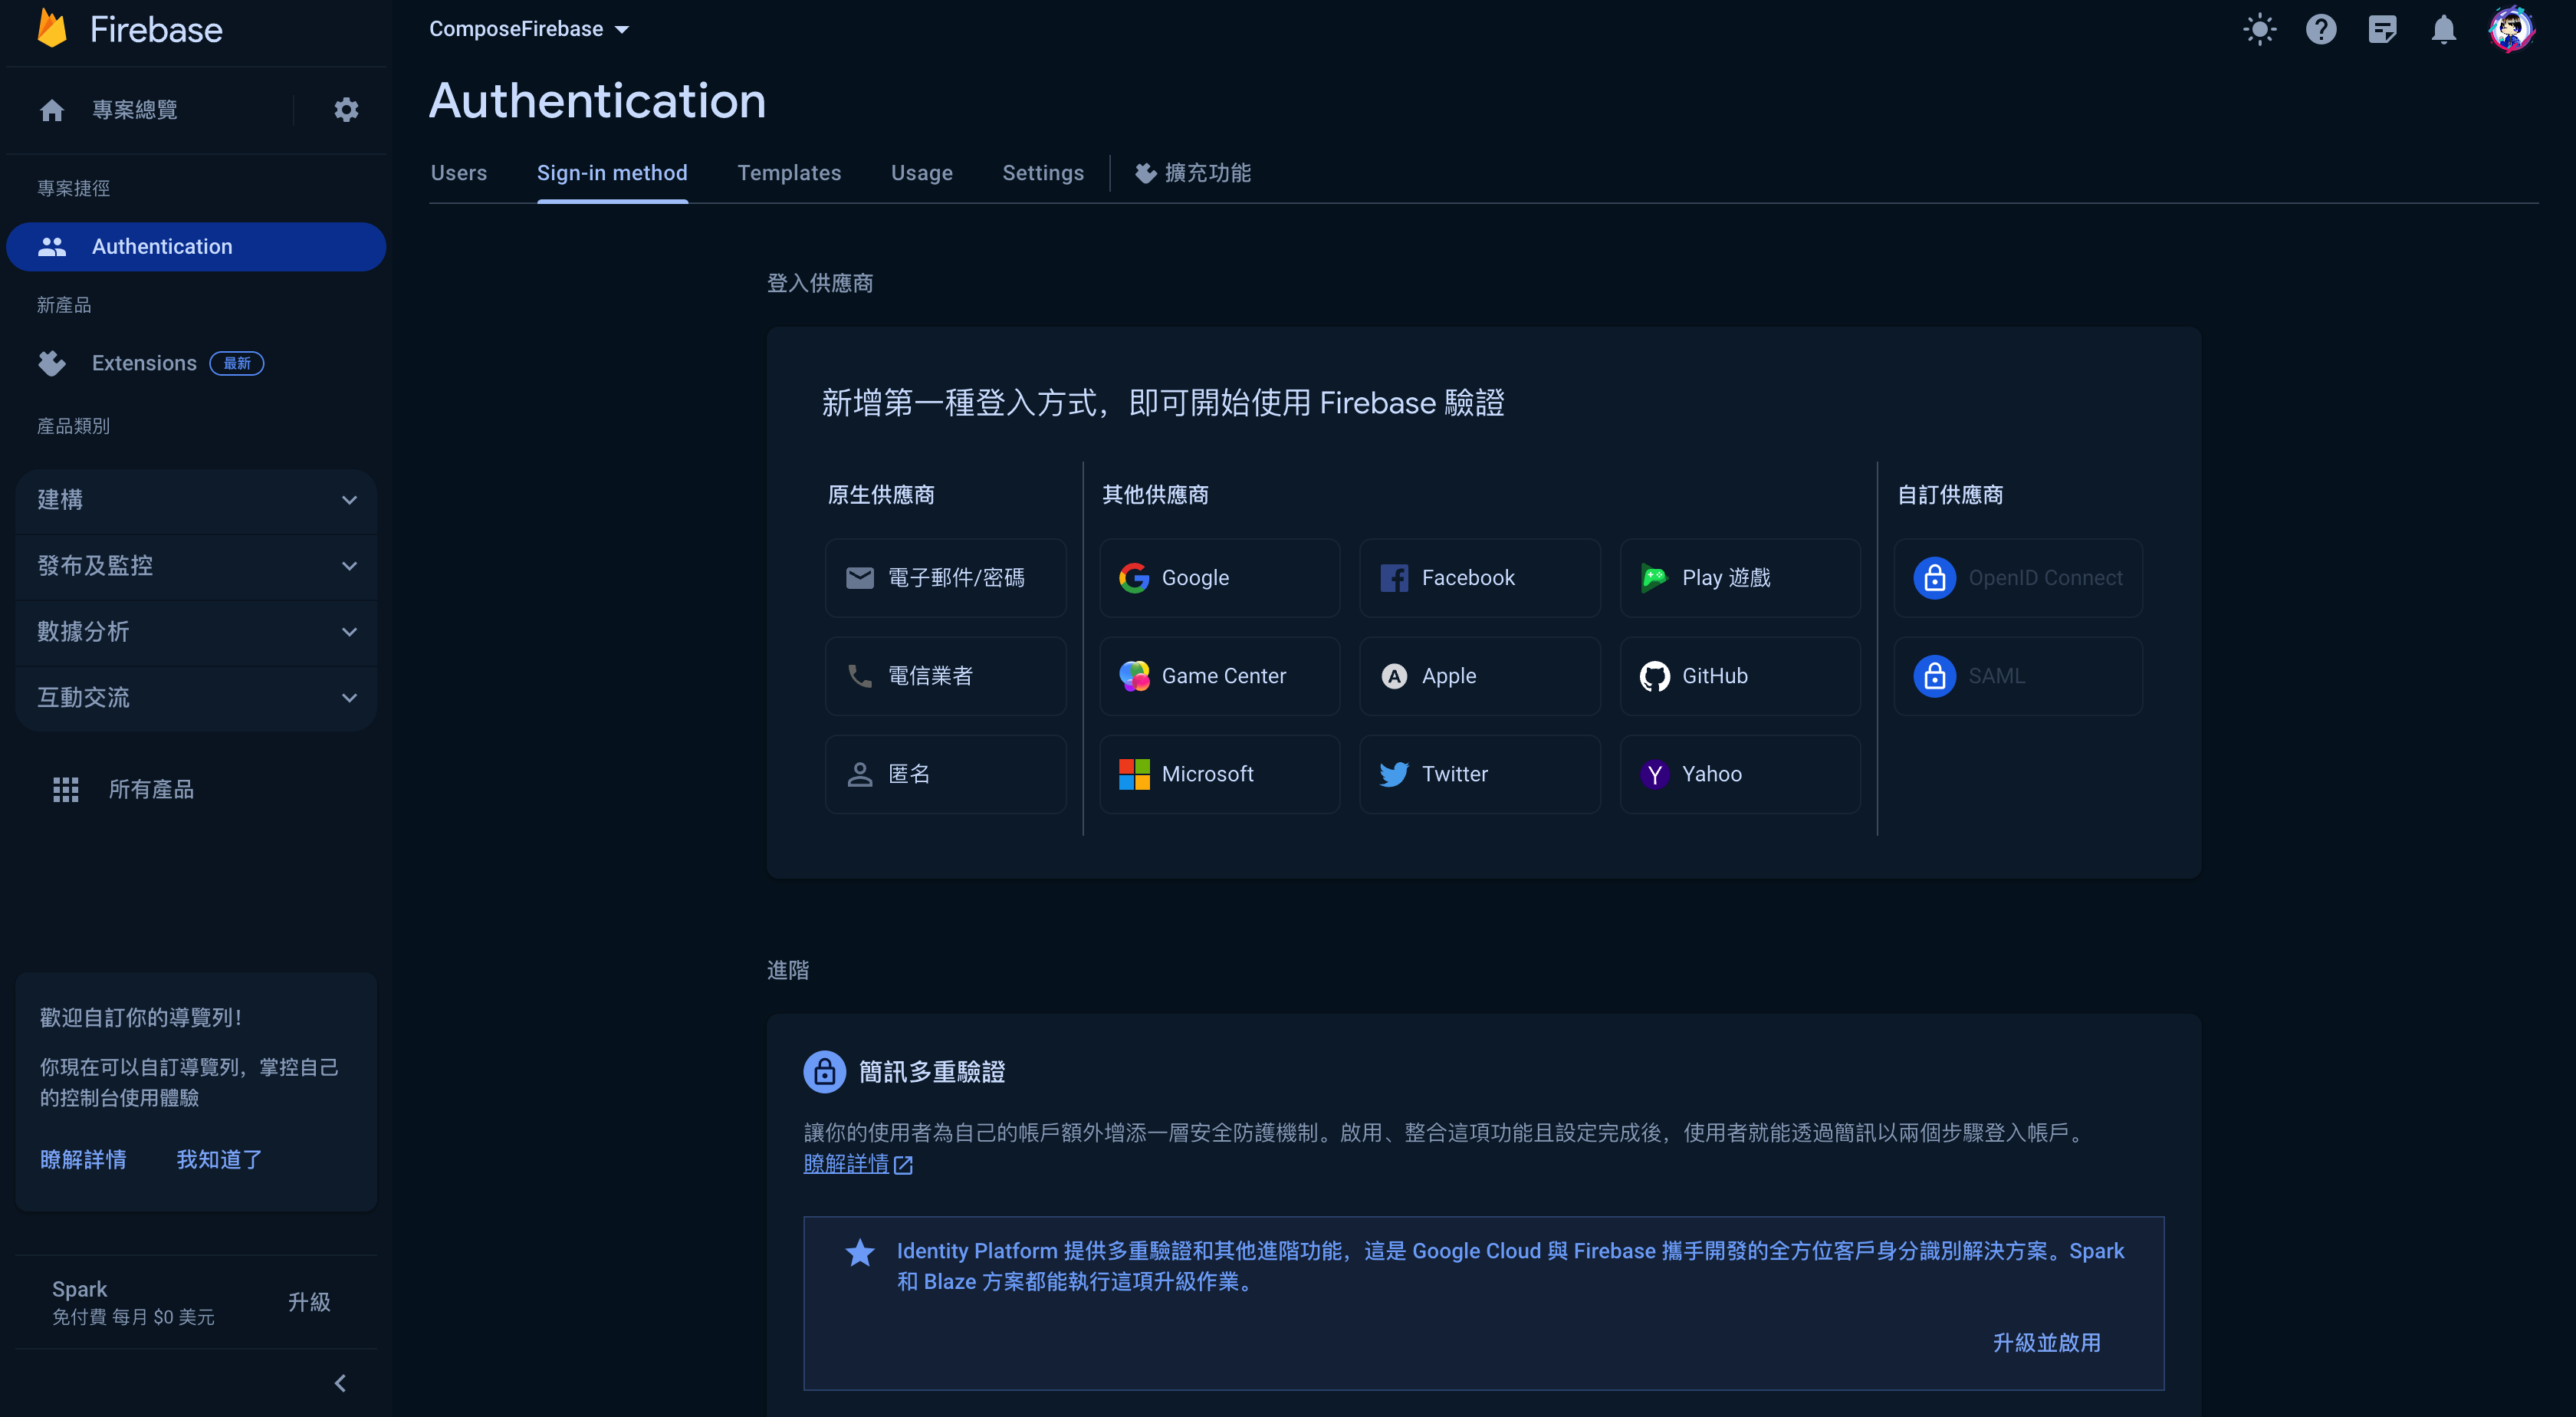 Firebase
ComposeFirebase
專案總覽
Authentication
Users
Sign-in method
Templates
Usage
Settings
擴充功能
專案捷徑
Authentication
新產品
Extensions
最新
產品類別
建構
發布及監控
數據分析
互動交流
所有產品
歡迎自訂你的導覽列!
你現在可以自訂導覽列，掌控自己
的控制台使用體驗
瞭解詳情
我知道了
Spark
免付費 每月 $0 美元
升級
登入供應商
新增第一種登入方式，即可開始使用 Firebase 驗證
原生供應商
電子郵件/密碼
電信業者
匿名
其他供應商
Google
Facebook
Play 遊戲
Game Center
Apple
GitHub
Microsoft
Twitter
Yahoo
自訂供應商
OpenID Connect
SAML
進階
簡訊多重驗證
讓你的使用者為自己的帳戶額外增添一層安全防護機制。啟用、整合這項功能且設定完成後，使用者就能透過簡訊以兩個步驟登入帳戶。
瞭解詳情
Identity Platform 提供多重驗證和其他進階功能，這是 Google Cloud 與 Firebase 攜手開發的全方位客戶身分識別解決方案。Spark
和 Blaze 方案都能執行這項升級作業。
升級並啟用